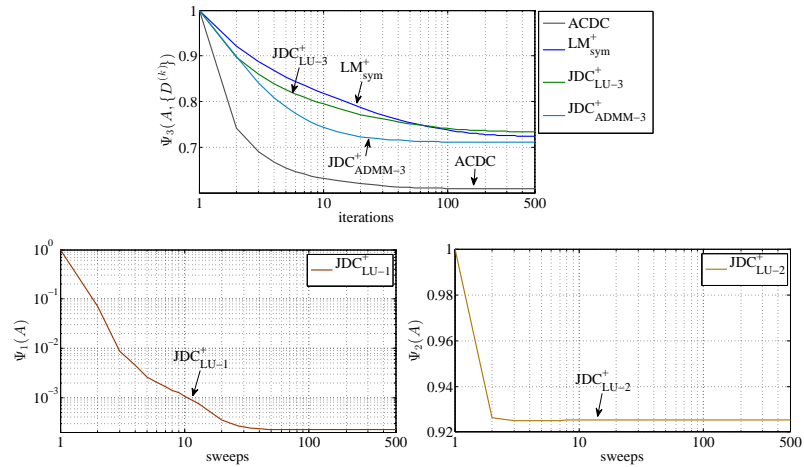 1
0.9
0.8
0.7
Ψ₃(A, {D⁽ᵏ⁾})
1 10 100 500
iterations
JDC⁺LU−3
LM⁺sym
JDC⁺ADMM−3
ACDC
ACDC
LM⁺sym
JDC⁺LU−3
JDC⁺ADMM−3
10⁰
10⁻¹
10⁻²
10⁻³
Ψ₁(A)
1 10 100 500
sweeps
JDC⁺LU−1
JDC⁺LU−1
1
0.98
0.96
0.94
0.92
Ψ₂(A)
1 10 100 500
sweeps
JDC⁺LU−2
JDC⁺LU−2